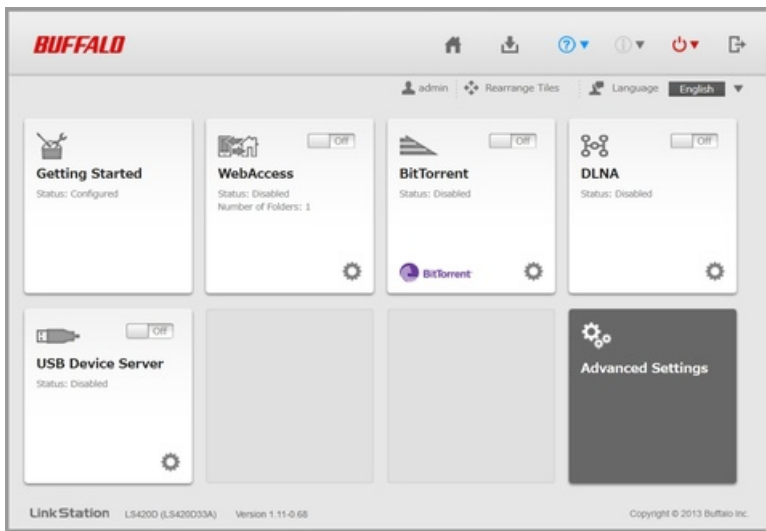 BUFFALO
admin Rearrange Tiles Language English
Getting Started
Status: Configured
Off
WebAccess
Status: Disabled
Number of Folders: 1
Off
BitTorrent
Status: Disabled
BitTorrent
Off
DLNA
Status: Disabled
Off
USB Device Server
Status: Disabled
Advanced Settings
LinkStation LS420D (LS420D33A) Version 1.11-0.68 Copyright © 2013 Buffalo Inc.